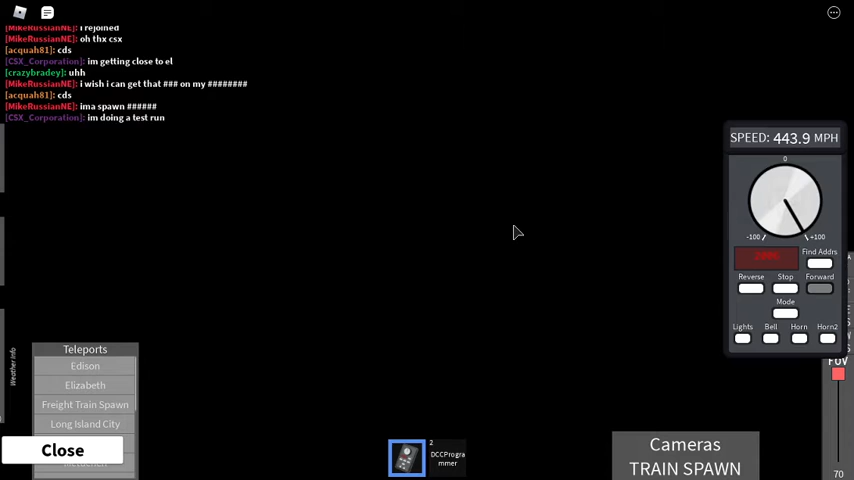 [MikeRussianNE]: i rejoined
[MikeRussianNE]: oh thx csx
[acquah81]: cds
[CSX_Corporation]: im getting close to el
[crazybradey]: uhh
[MikeRussianNE]: i wish i can get that ### on my ########
[acquah81]: cds
[MikeRussianNE]: ima spawn ######
[CSX_Corporation]: im doing a test run
SPEED: 443.9 MPH
0
-100
+100
Find Addrs
Reverse Stop Forward
Mode
Lights Bell Horn Horn2
FOV
70
Weather Info
Teleports
Edison
Elizabeth
Freight Train Spawn
Long Island City
Metuchen
Close
2
DCCProgra
mmer
Cameras
TRAIN SPAWN